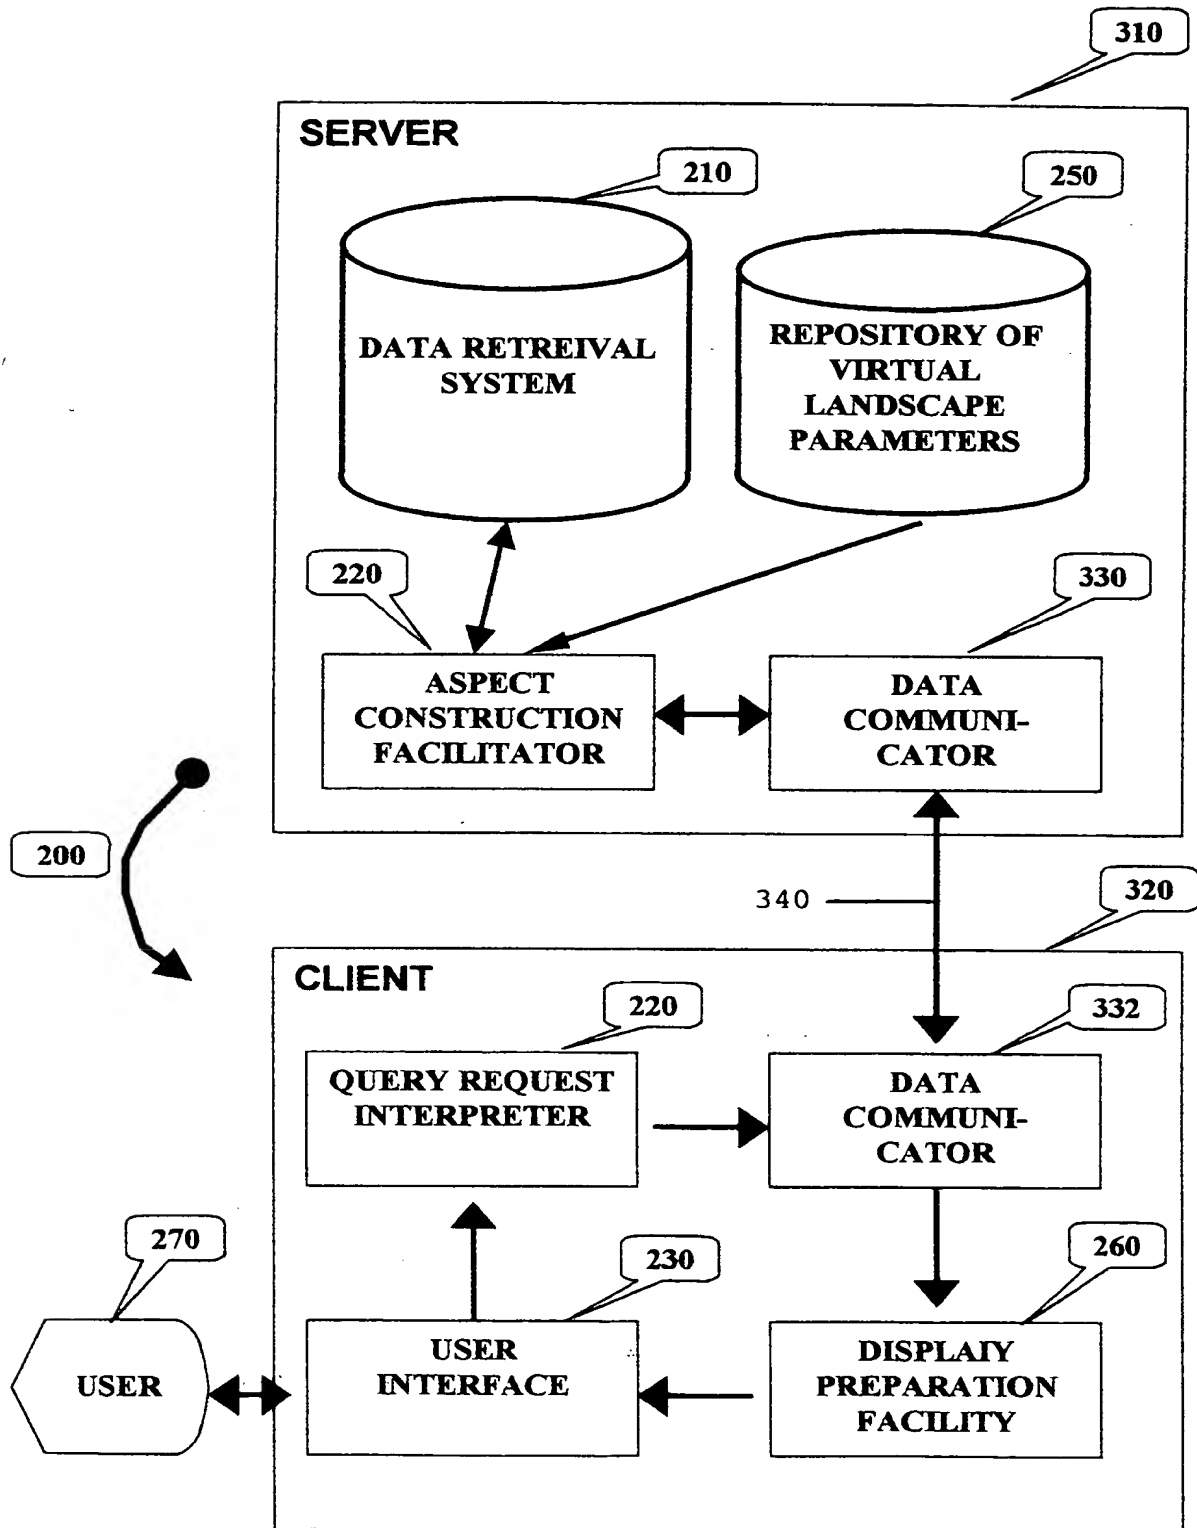 310
SERVER
210
250
DATA RETREIVAL
SYSTEM
REPOSITORY OF
VIRTUAL
LANDSCAPE
PARAMETERS
220
330
ASPECT
CONSTRUCTION
FACILITATOR
DATA
COMMUNI-
CATOR
200
340
320
CLIENT
220
332
QUERY REQUEST
INTERPRETER
DATA
COMMUNI-
CATOR
270
230
260
USER
USER
INTERFACE
DISPLAIY
PREPARATION
FACILITY